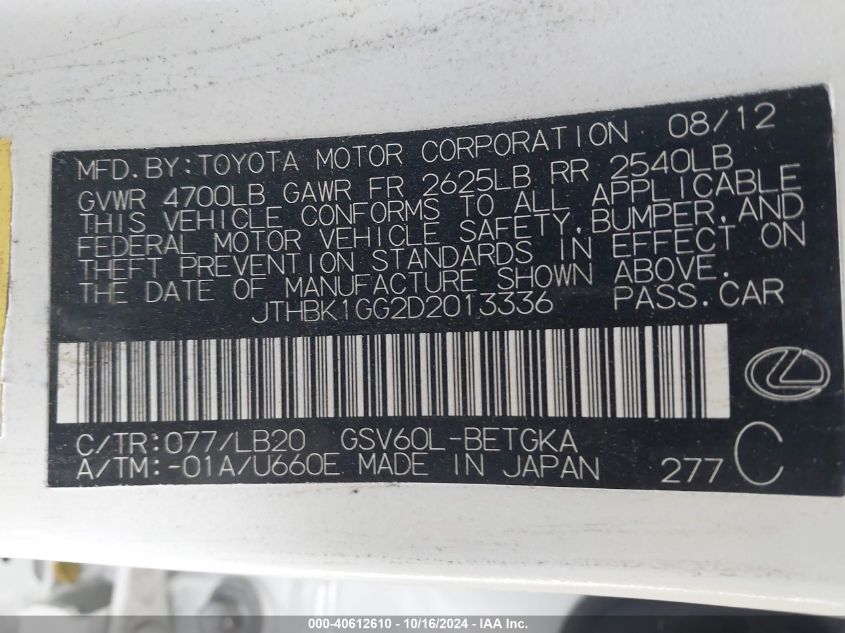 MFD. BY: TOYOTA MOTOR CORPORATION 08/12
GVWR 4700LB GAWR FR 2625LB RR 2540LB
THIS VEHICLE CONFORMS TO ALL APPLICABLE
FEDERAL MOTOR VEHICLE SAFETY, BUMPER, AND
THEFT PREVENTION STANDARDS IN EFFECT ON
THE DATE OF MANUFACTURE SHOWN ABOVE.
JTHBK1GG2D2013336 PASS. CAR
C/TR: 077/LB20 GSV60L-BETGKA
A/TM: -01A/U660E MADE IN JAPAN 277 C
000-40612610 - 10/16/2024 - IAA Inc.